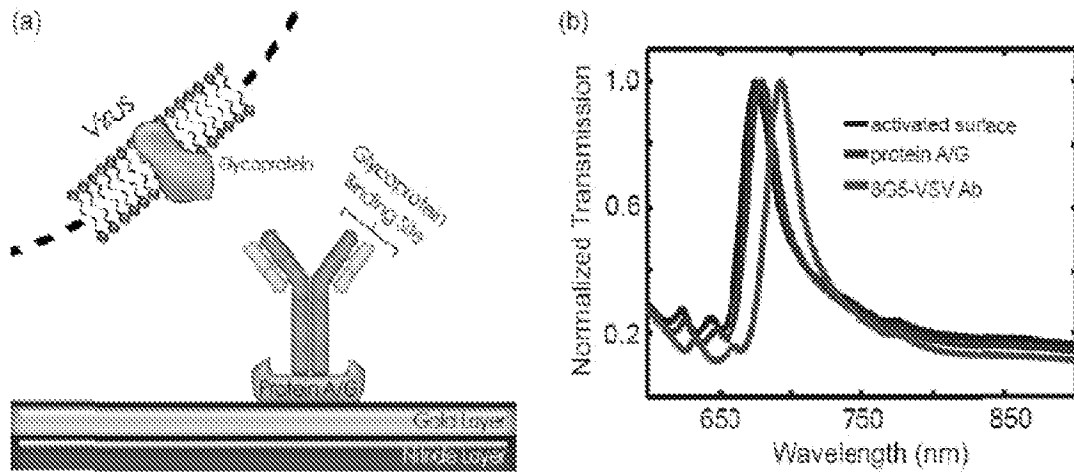 (a)
Virus
Glycoprotein
Glycoprotein
Binding Site
Protein A/G
Gold Layer
Nitride Layer
(b)
Normalized Transmission
1.0
0.6
0.2
activated surface
protein A/G
8G5-VSV Ab
650
750
850
Wavelength (nm)